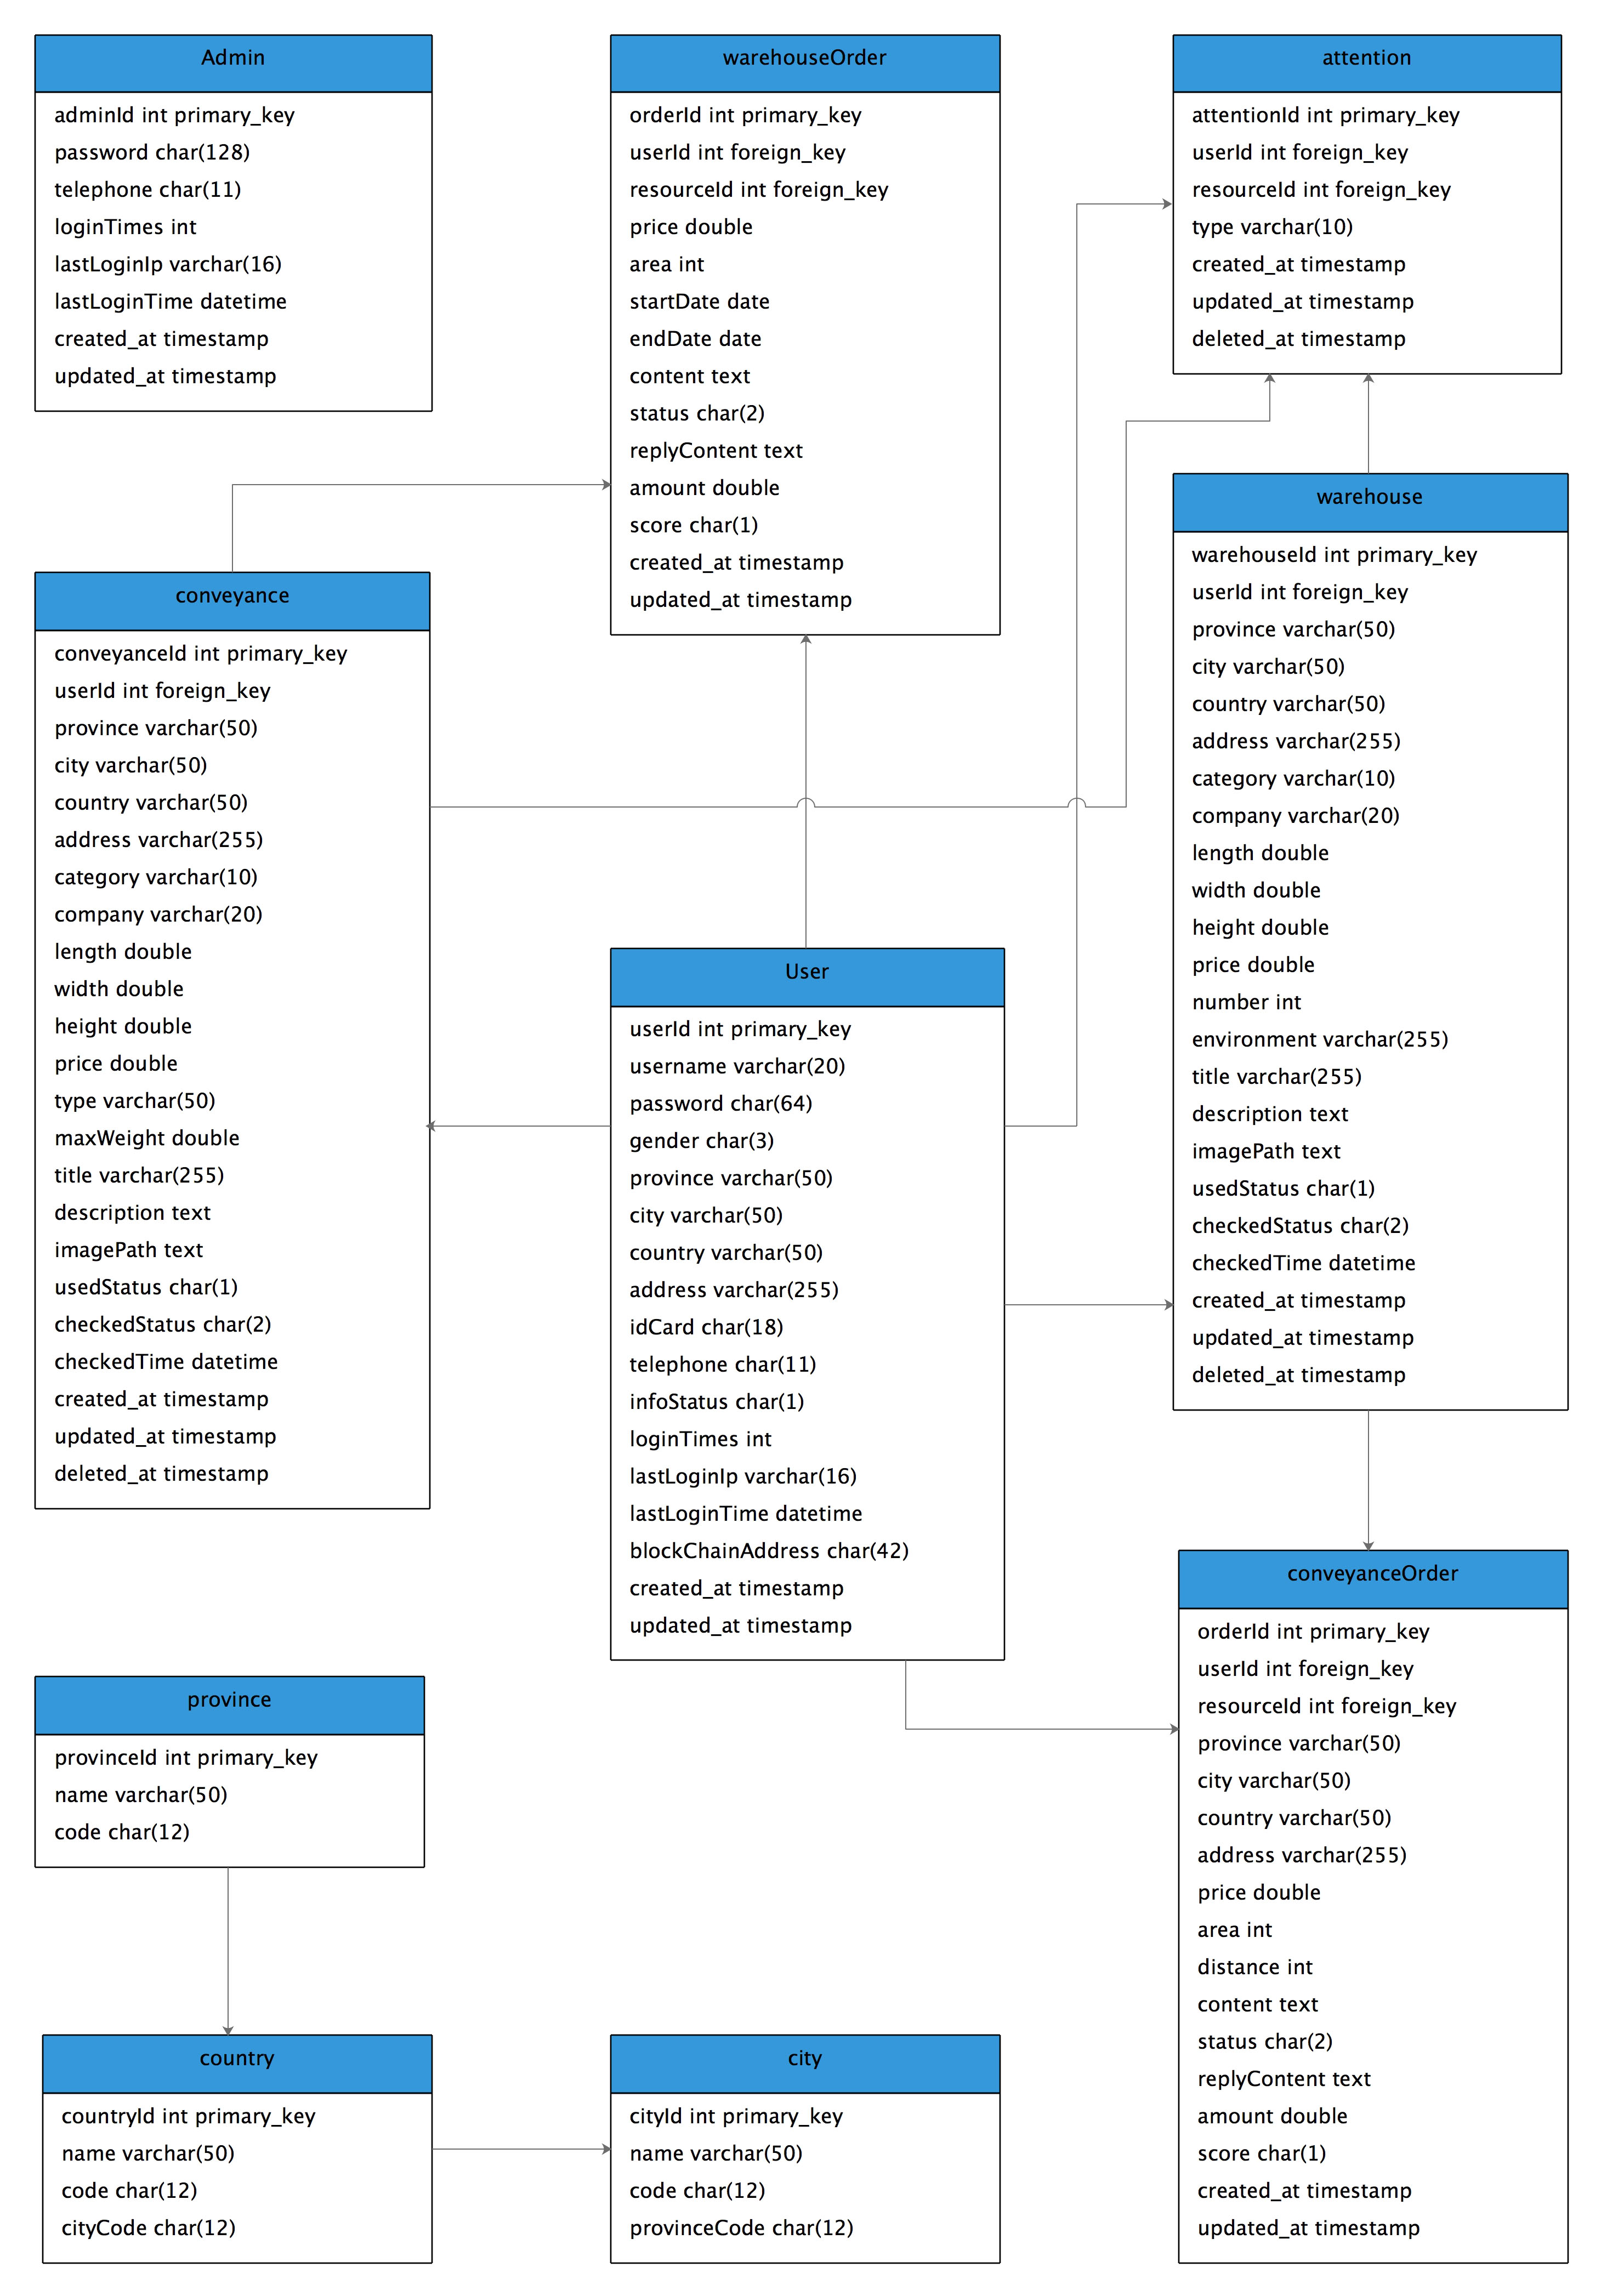 Admin
adminId int primary_key
password char(128)
telephone char(11)
loginTimes int
lastLoginIp varchar(16)
lastLoginTime datetime
created_at timestamp
updated_at timestamp
warehouseOrder
orderId int primary_key
userId int foreign_key
resourceId int foreign_key
price double
area int
startDate date
endDate date
content text
status char(2)
replyContent text
amount double
score char(1)
created_at timestamp
updated_at timestamp
attention
attentionId int primary_key
userId int foreign_key
resourceId int foreign_key
type varchar(10)
created_at timestamp
updated_at timestamp
deleted_at timestamp
conveyance
conveyanceId int primary_key
userId int foreign_key
province varchar(50)
city varchar(50)
country varchar(50)
address varchar(255)
category varchar(10)
company varchar(20)
length double
width double
height double
price double
type varchar(50)
maxWeight double
title varchar(255)
description text
imagePath text
usedStatus char(1)
checkedStatus char(2)
checkedTime datetime
created_at timestamp
updated_at timestamp
deleted_at timestamp
User
userId int primary_key
username varchar(20)
password char(64)
gender char(3)
province varchar(50)
city varchar(50)
country varchar(50)
address varchar(255)
idCard char(18)
telephone char(11)
infoStatus char(1)
loginTimes int
lastLoginIp varchar(16)
lastLoginTime datetime
blockChainAddress char(42)
created_at timestamp
updated_at timestamp
warehouse
warehouseId int primary_key
userId int foreign_key
province varchar(50)
city varchar(50)
country varchar(50)
address varchar(255)
category varchar(10)
company varchar(20)
length double
width double
height double
price double
number int
environment varchar(255)
title varchar(255)
description text
imagePath text
usedStatus char(1)
checkedStatus char(2)
checkedTime datetime
created_at timestamp
updated_at timestamp
deleted_at timestamp
province
provinceId int primary_key
name varchar(50)
code char(12)
country
countryId int primary_key
name varchar(50)
code char(12)
cityCode char(12)
city
cityId int primary_key
name varchar(50)
code char(12)
provinceCode char(12)
conveyanceOrder
orderId int primary_key
userId int foreign_key
resourceId int foreign_key
province varchar(50)
city varchar(50)
country varchar(50)
address varchar(255)
price double
area int
distance int
content text
status char(2)
replyContent text
amount double
score char(1)
created_at timestamp
updated_at timestamp